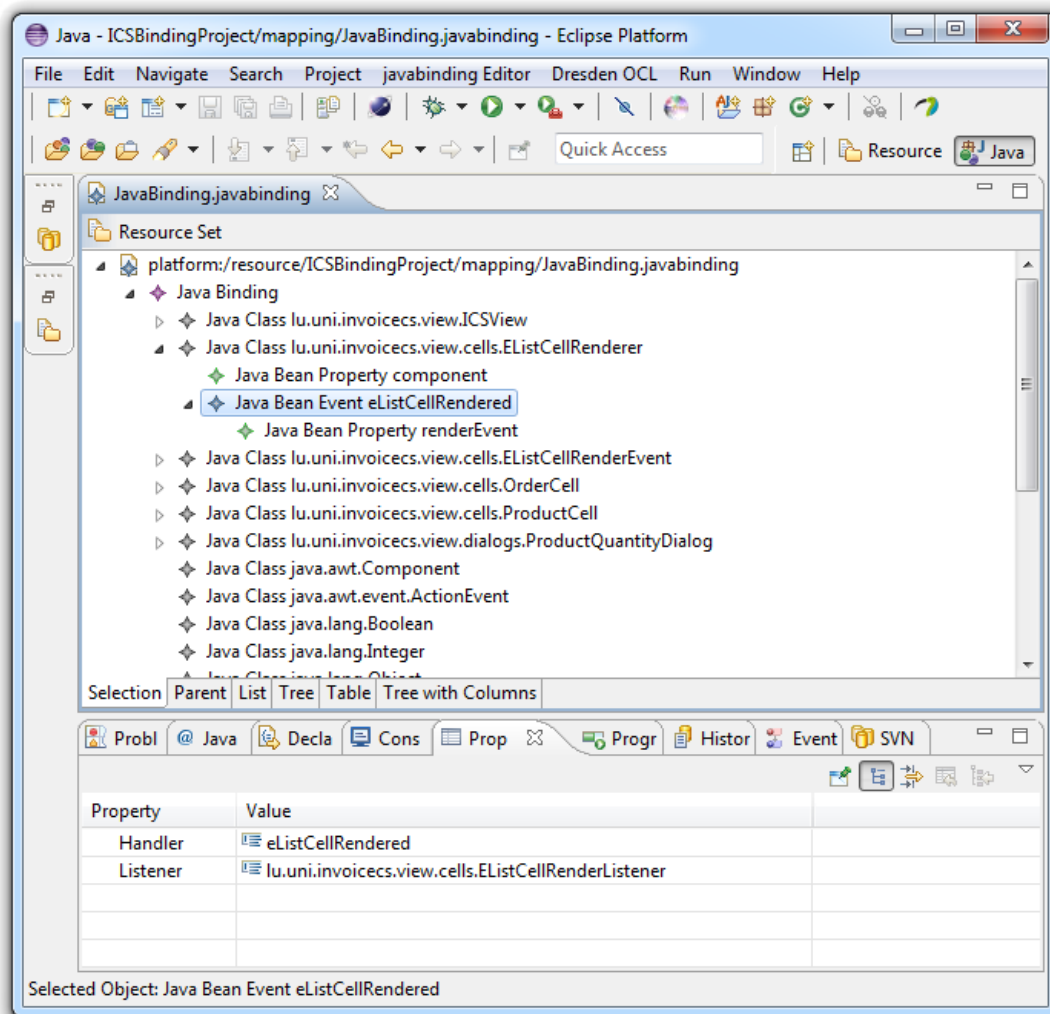 Java - ICSBindingProject/mapping/JavaBinding.javabinding - Eclipse Platform
File Edit Navigate Search Project javabinding Editor Dresden OCL Run Window Help
Quick Access Resource Java
JavaBinding.javabinding
Resource Set
platform:/resource/ICSBindingProject/mapping/JavaBinding.javabinding
Java Binding
Java Class lu.uni.invoicecs.view.ICSView
Java Class lu.uni.invoicecs.view.cells.EListCellRenderer
Java Bean Property component
Java Bean Event eListCellRendered
Java Bean Property renderEvent
Java Class lu.uni.invoicecs.view.cells.EListCellRenderEvent
Java Class lu.uni.invoicecs.view.cells.OrderCell
Java Class lu.uni.invoicecs.view.cells.ProductCell
Java Class lu.uni.invoicecs.view.dialogs.ProductQuantityDialog
Java Class java.awt.Component
Java Class java.awt.event.ActionEvent
Java Class java.lang.Boolean
Java Class java.lang.Integer
Java Class java.lang.Object
Selection Parent List Tree Table Tree with Columns
Probl @ Java Decla Cons Prop Progr Histor Event SVN
Property Value
Handler eListCellRendered
Listener lu.uni.invoicecs.view.cells.EListCellRenderListener
Selected Object: Java Bean Event eListCellRendered